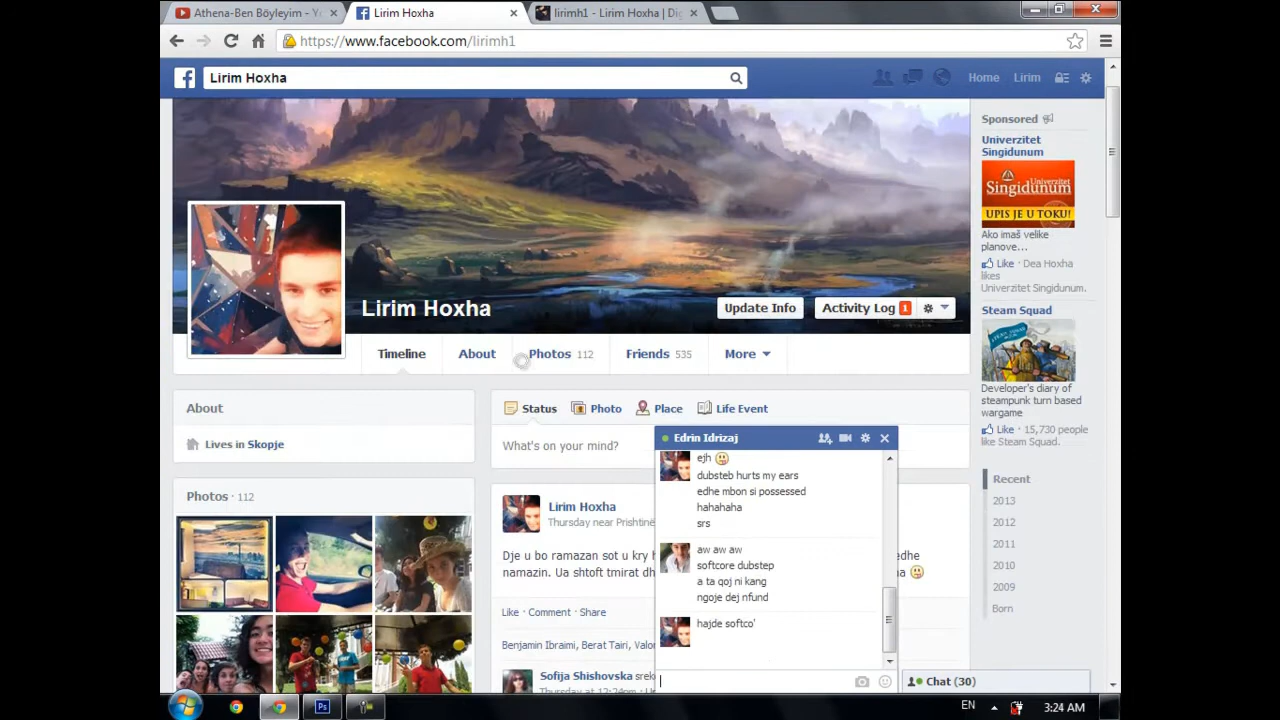 Athena-Ben Böyleyim - Y
Lirim Hoxha
lirimh1 - Lirim Hoxha | Dig
https://www.facebook.com/lirimh1
Lirim Hoxha
Home
Lirim
Sponsored
Univerzitet
Singidunum
Univerzitet
Singidunum
UPIS JE U TOKU!
Ako imaš velike
planove...
Like · Dea Hoxha
likes
Univerzitet Singidunum.
Steam Squad
Developer's diary of
steampunk turn based
wargame
Like · 15,730 people
like Steam Squad.
Lirim Hoxha
Update Info
Activity Log 1
Timeline
About
Photos 112
Friends 535
More
About
Lives in Skopje
Photos · 112
Status
Photo
Place
Life Event
What's on your mind?
Lirim Hoxha
Thursday near Prishtinë
Dje u bo ramazan sot u kry
edhe
namazin. Ua shtoft tmirat
Like · Comment · Share
Benjamin Ibraimi, Berat Tairi,
Sofija Shishovska
Thursday at 12:24pm
Edrin Idrizaj
ejh
dubsteb hurts my ears
edhe mbon si possessed
hahahaha
srs
aw aw aw
softcore dubstep
a ta qoj ni kang
ngoje dej nfund
hajde softco'
Recent
2013
2012
2011
2010
2009
Born
Chat (30)
Ps
EN
3:24 AM